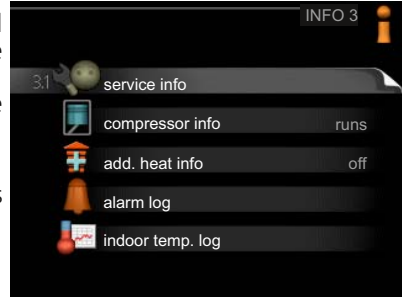 INFO 3
3.1 service info
compressor info runs
add. heat info off
alarm log
indoor temp. log